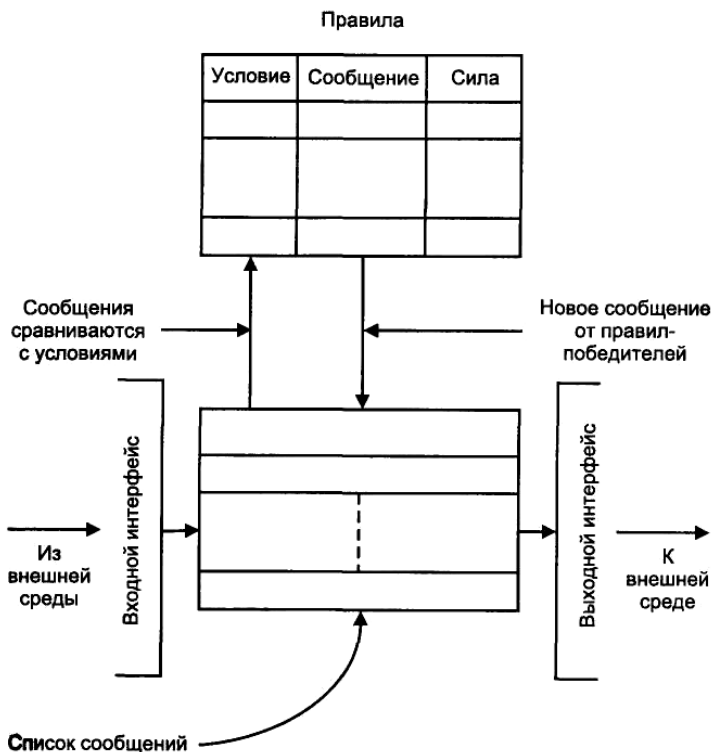 Правила
Условие
Сообщение
Сила
Сообщения
сравниваются
с условиями
Новое сообщение
от правил-
победителей
Входной интерфейс
Выходной интерфейс
Из
внешней
среды
К
внешней
среде
Список сообщений